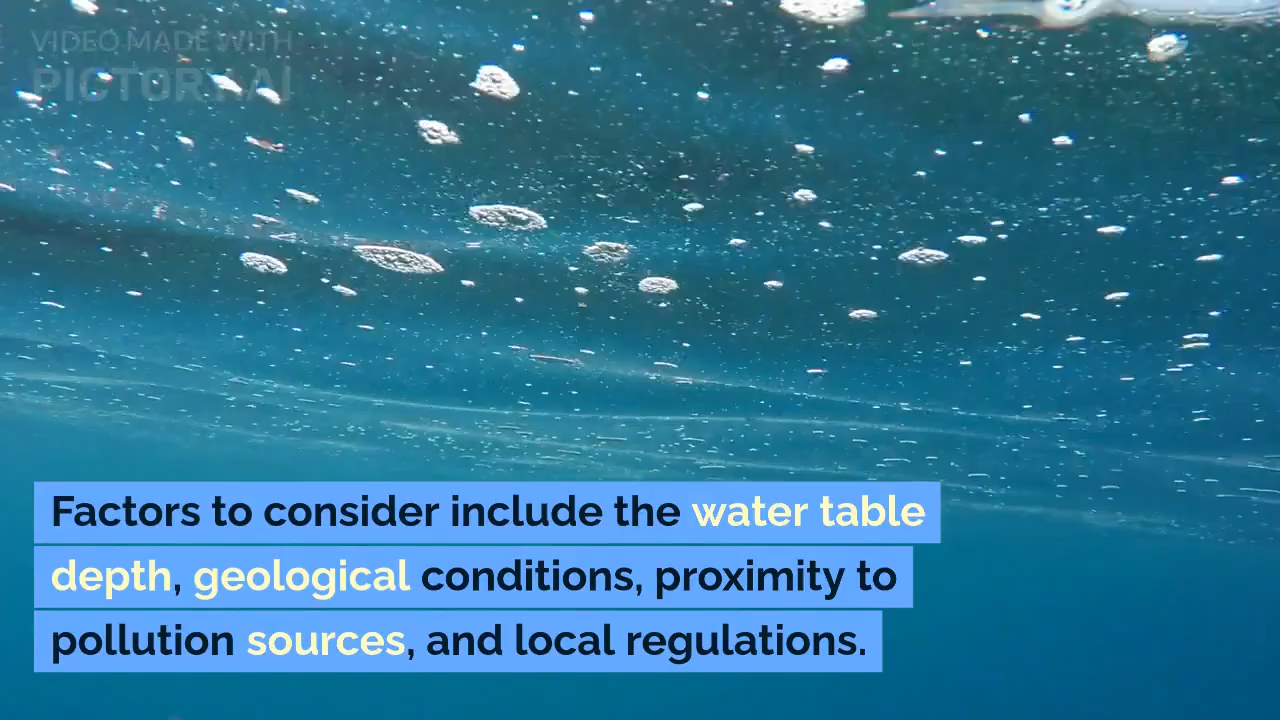 VIDEO MADE WITH
PICTORY.AI
Factors to consider include the water table
depth, geological conditions, proximity to
pollution sources, and local regulations.